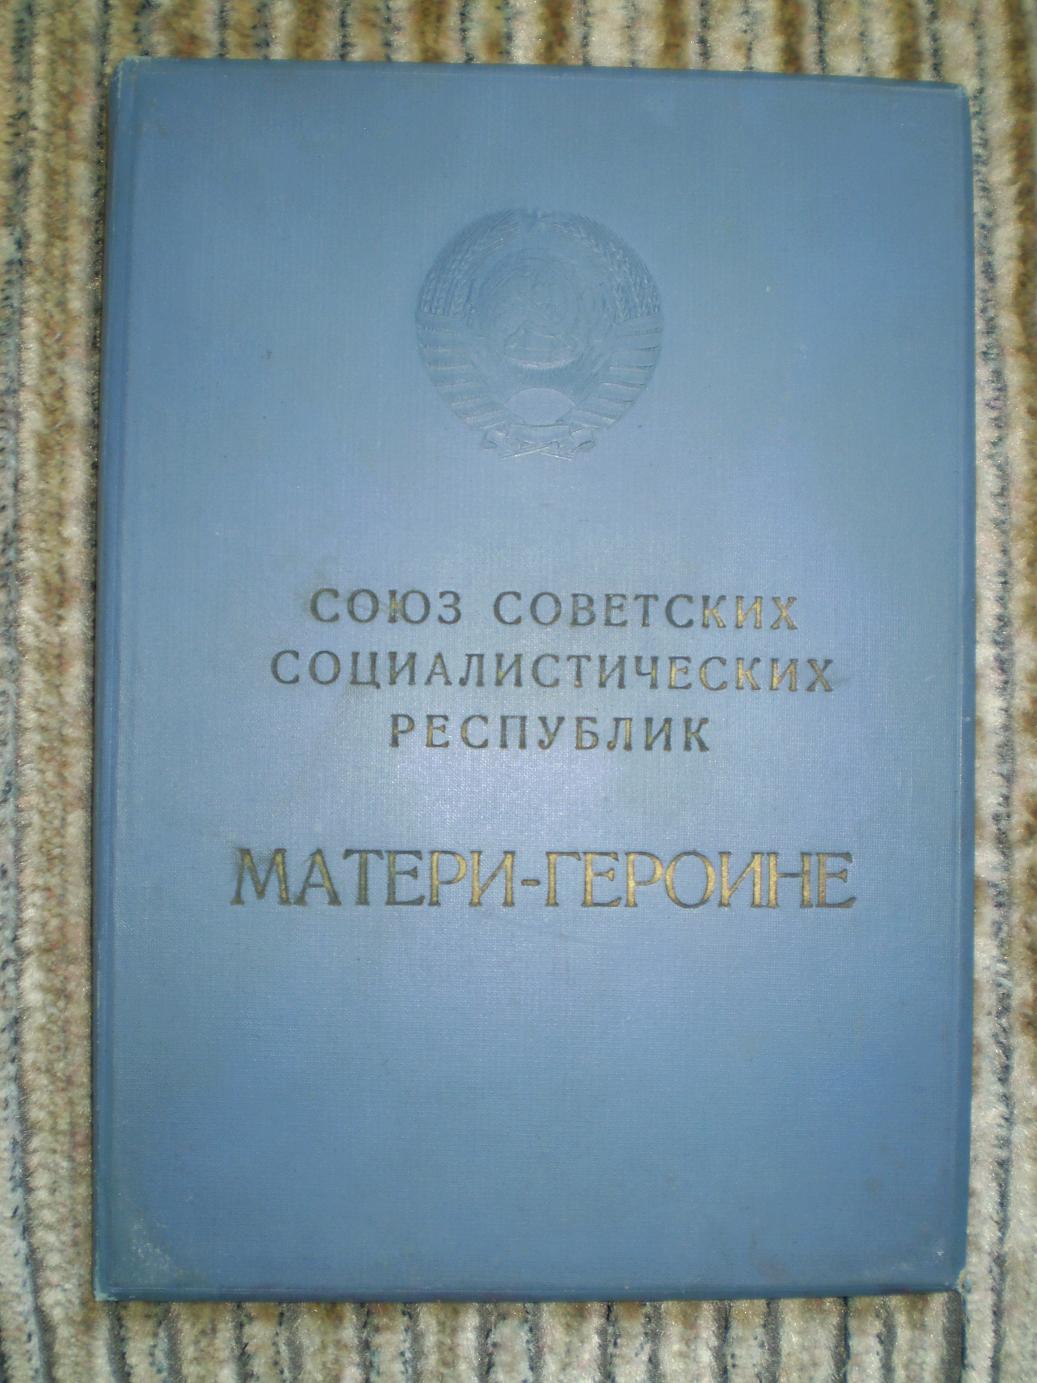 СОЮЗ СОВЕТСКИХ
СОЦИАЛИСТИЧЕСКИХ
РЕСПУБЛИК
МАТЕРИ-ГЕРОИНЕ